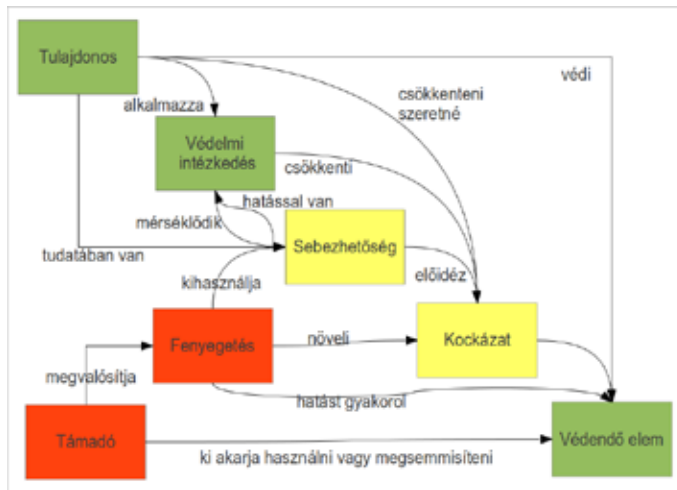 Tulajdonos
védi
csökkenteni
szeretné
alkalmazza
Védelmi
intézkedés
csökkenti
hatással van
mérséklődik
Sebezhetőség
tudatában van
előidéz
kihasználja
Fenyegetés
növeli
Kockázat
megvalósítja
hatást gyakorol
Támadó
Védendő elem
ki akarja használni vagy megsemmisíteni